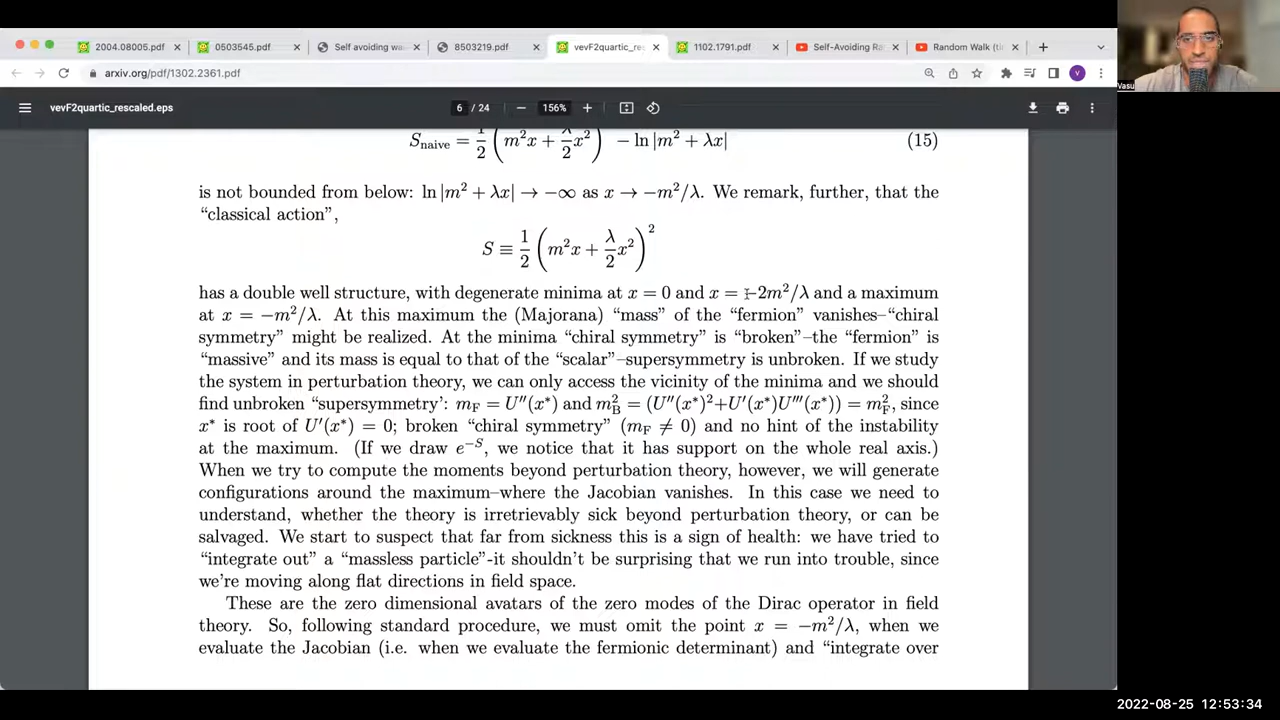 2004.08005.pdf 0503545.pdf Self avoiding wa 8503219.pdf vevF2quartic_res 1102.1791.pdf Self-Avoiding Ra Random Walk (ti
arxiv.org/pdf/1302.2361.pdf V
Vasu
vevF2quartic_rescaled.eps 6 / 24 156%
S_naive = 1/2 (m²x + λ/2 x²) − ln |m² + λx| (15)
is not bounded from below: ln |m² + λx| → −∞ as x → −m²/λ. We remark, further, that the
“classical action”,
S ≡ 1/2 (m²x + λ/2 x²)²
has a double well structure, with degenerate minima at x = 0 and x = −2m²/λ and a maximum
at x = −m²/λ. At this maximum the (Majorana) “mass” of the “fermion” vanishes–“chiral
symmetry” might be realized. At the minima “chiral symmetry” is “broken”–the “fermion” is
“massive” and its mass is equal to that of the “scalar”–supersymmetry is unbroken. If we study
the system in perturbation theory, we can only access the vicinity of the minima and we should
find unbroken “supersymmetry‘: m_F = U″(x*) and m_B² = (U″(x*)²+U′(x*)U‴(x*)) = m_F², since
x* is root of U′(x*) = 0; broken “chiral symmetry” (m_F ≠ 0) and no hint of the instability
at the maximum. (If we draw e^{−S}, we notice that it has support on the whole real axis.)
When we try to compute the moments beyond perturbation theory, however, we will generate
configurations around the maximum–where the Jacobian vanishes. In this case we need to
understand, whether the theory is irretrievably sick beyond perturbation theory, or can be
salvaged. We start to suspect that far from sickness this is a sign of health: we have tried to
“integrate out” a “massless particle”-it shouldn’t be surprising that we run into trouble, since
we’re moving along flat directions in field space.
These are the zero dimensional avatars of the zero modes of the Dirac operator in field
theory. So, following standard procedure, we must omit the point x = −m²/λ, when we
evaluate the Jacobian (i.e. when we evaluate the fermionic determinant) and “integrate over
2022-08-25 12:53:34